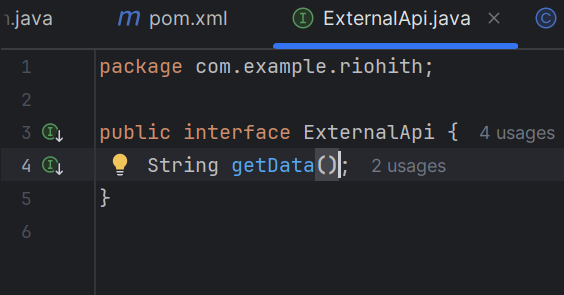 n.java
m pom.xml
I ExternalApi.java
C
1 package com.example.riohith;
2
3 I public interface ExternalApi { 4 usages
4 I String getData(); 2 usages
5 }
6